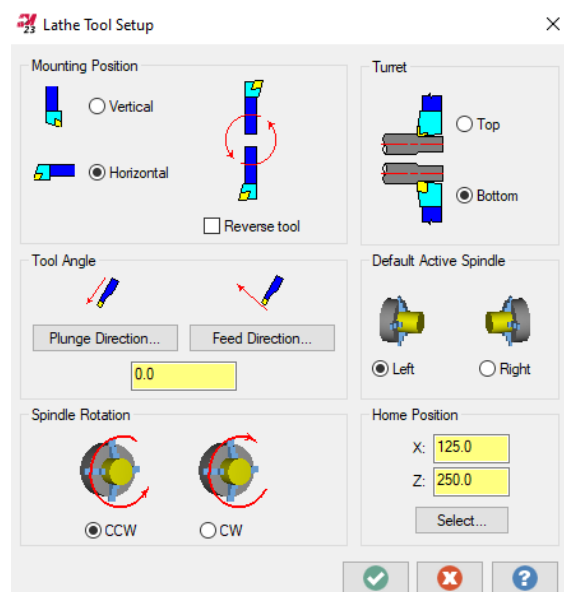 23 Lathe Tool Setup
Mounting Position
Vertical
Horizontal
Reverse tool
Turret
Top
Bottom
Tool Angle
Plunge Direction...
Feed Direction...
0.0
Default Active Spindle
Left
Right
Spindle Rotation
CCW
CW
Home Position
X: 125.0
Z: 250.0
Select...
?